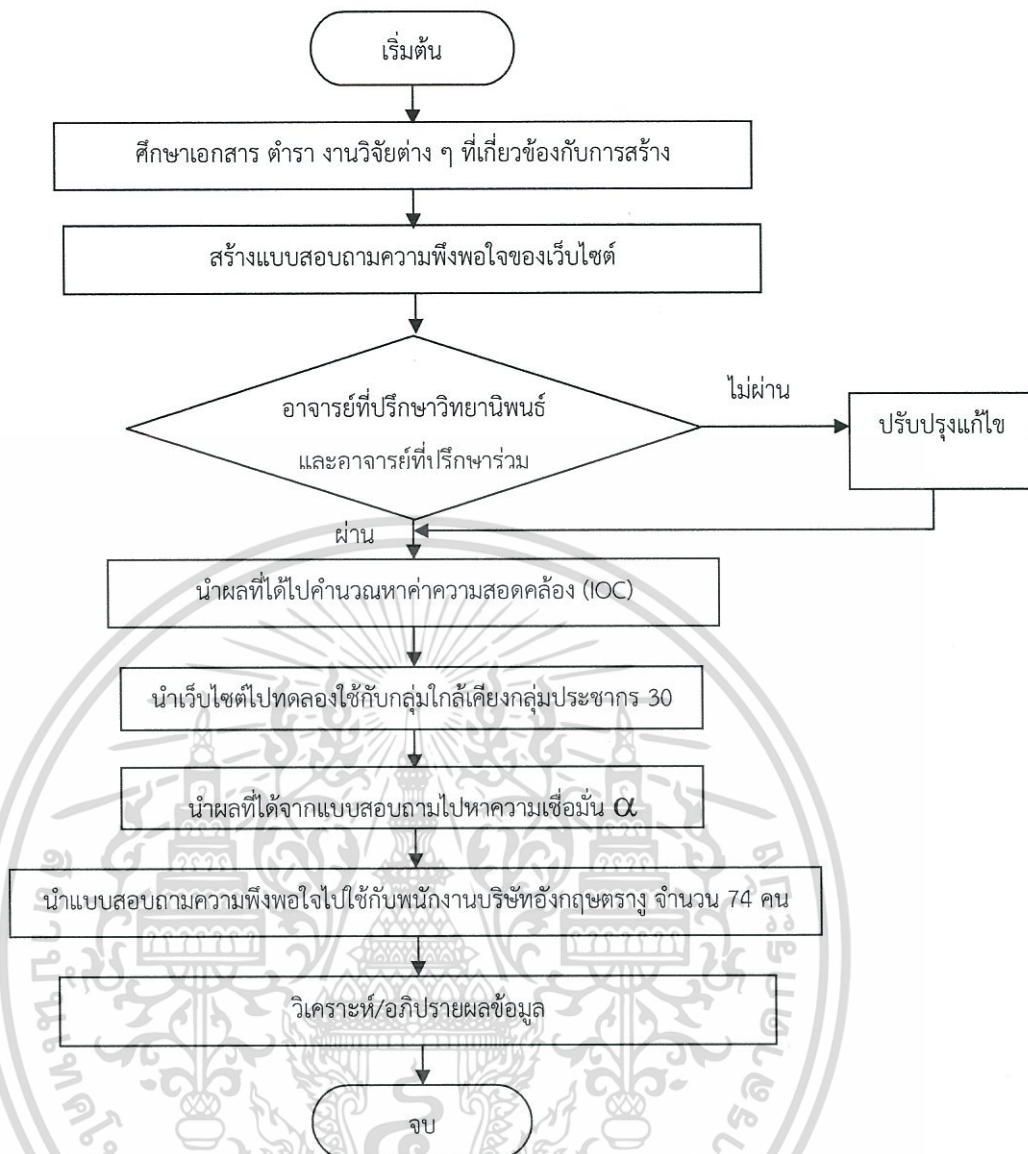 เริ่มต้น
ศึกษาเอกสาร ตำรา งานวิจัยต่าง ๆ ที่เกี่ยวข้องกับการสร้าง
สร้างแบบสอบถามความพึงพอใจของเว็บไซต์
อาจารย์ที่ปรึกษาวิทยานิพนธ์
และอาจารย์ที่ปรึกษาร่วม
ไม่ผ่าน
ปรับปรุงแก้ไข
ผ่าน
นำผลที่ได้ไปคำนวณหาค่าความสอดคล้อง (IOC)
นำเว็บไซต์ไปทดลองใช้กับกลุ่มใกล้เคียงกลุ่มประชากร 30
นำผลที่ได้จากแบบสอบถามไปหาความเชื่อมั่น α
นำแบบสอบถามความพึงพอใจไปใช้กับพนักงานบริษัทอังกฤษตรางู จำนวน 74 คน
วิเคราะห์/อภิปรายผลข้อมูล
จบ